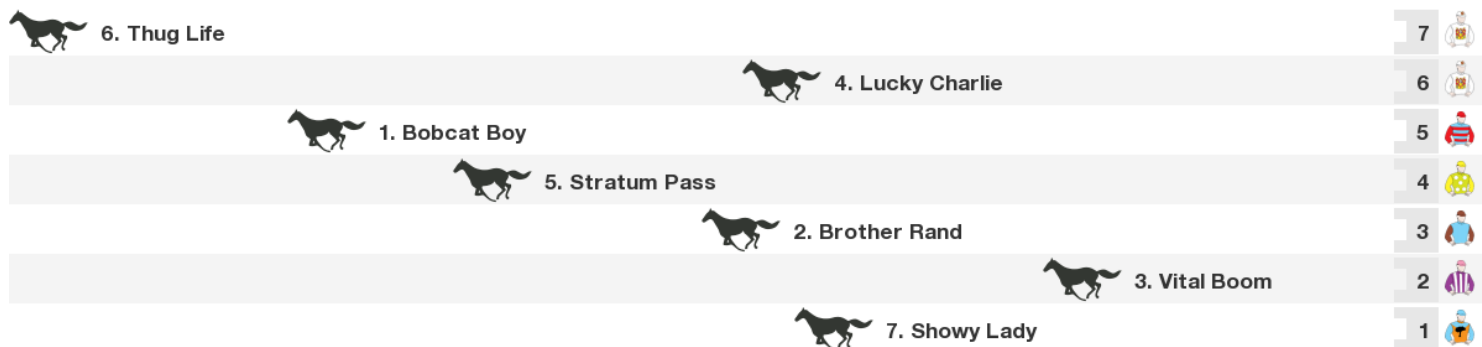 6. Thug Life 7
4. Lucky Charlie 6
1. Bobcat Boy 5
5. Stratum Pass 4
2. Brother Rand 3
3. Vital Boom 2
7. Showy Lady 1